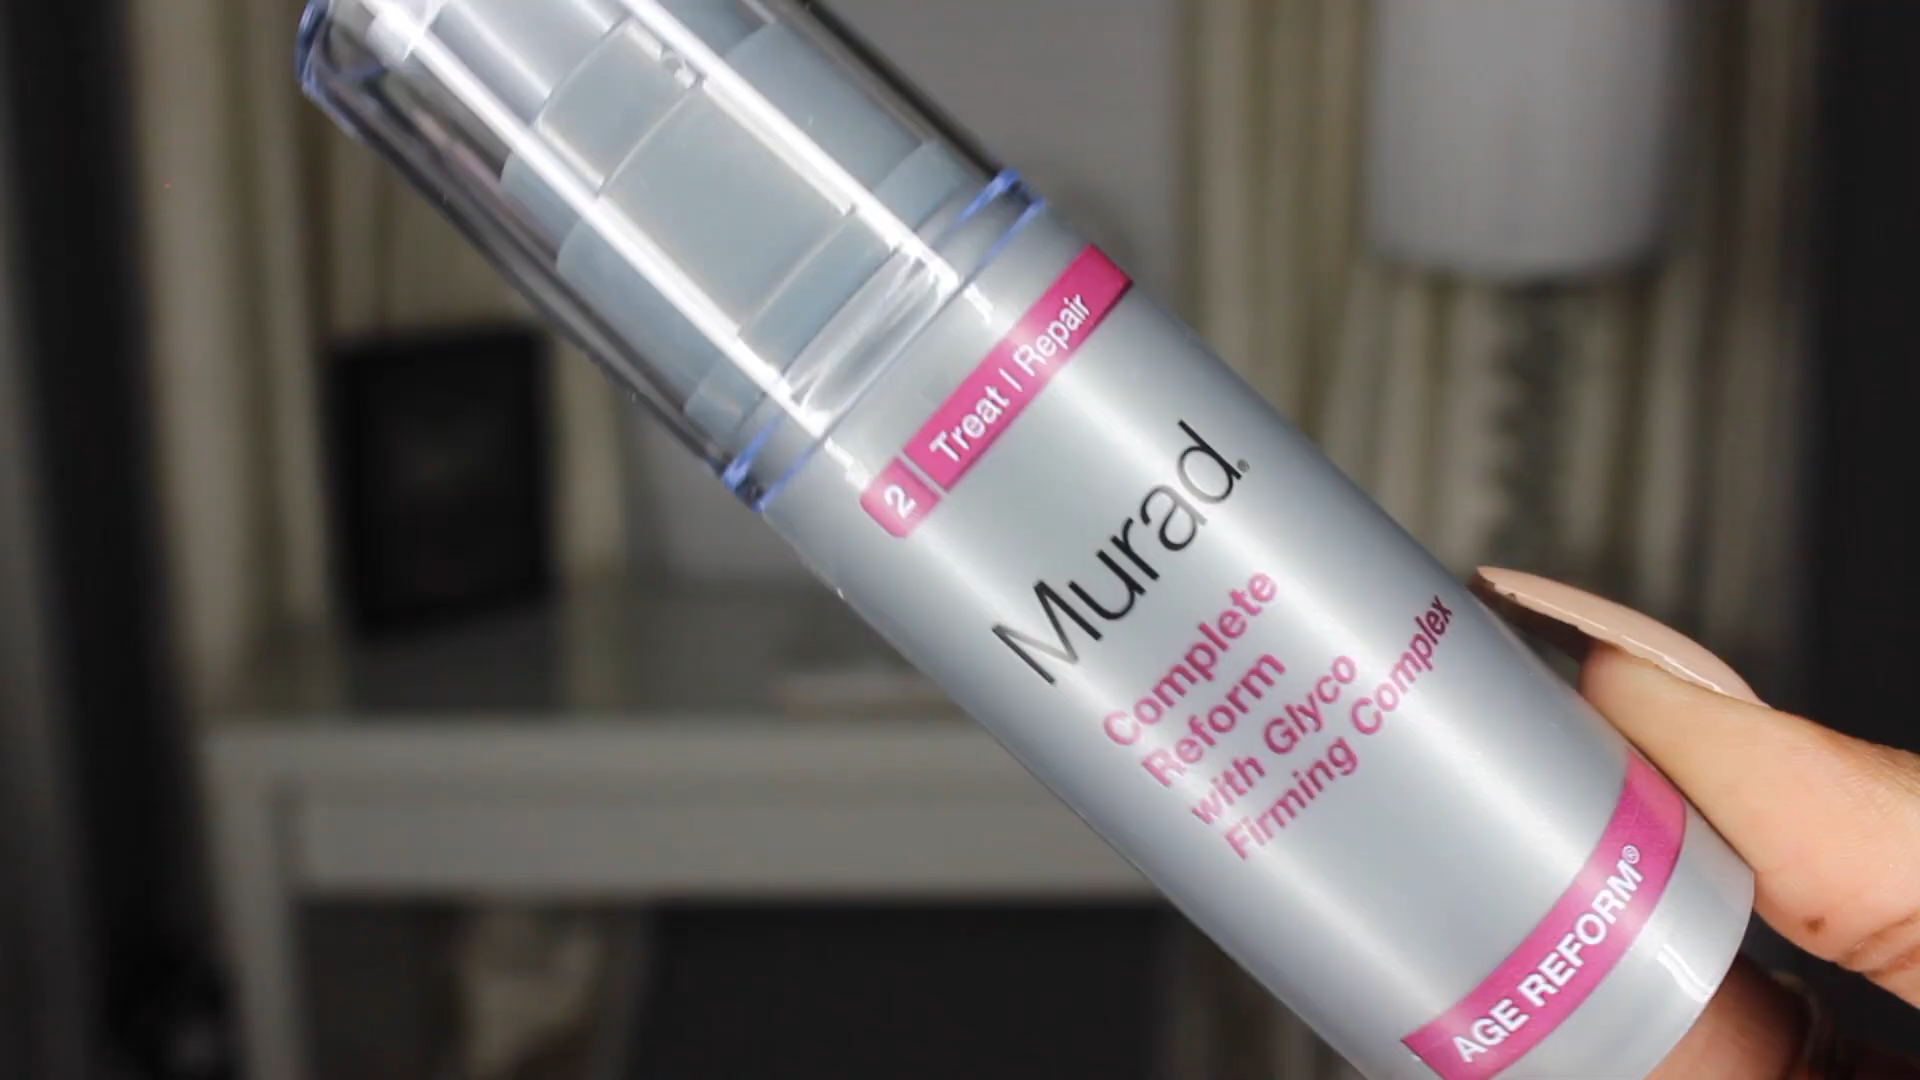 2 Treat | Repair
Murad®
Complete
Reform
with Glyco
Firming Complex
AGE REFORM®